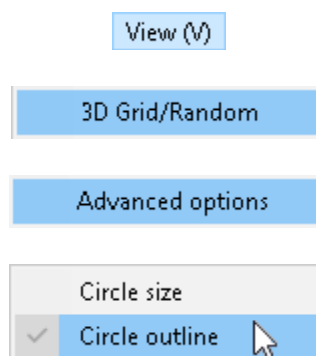 View (V)
3D Grid/Random
Advanced options
Circle size
Circle outline